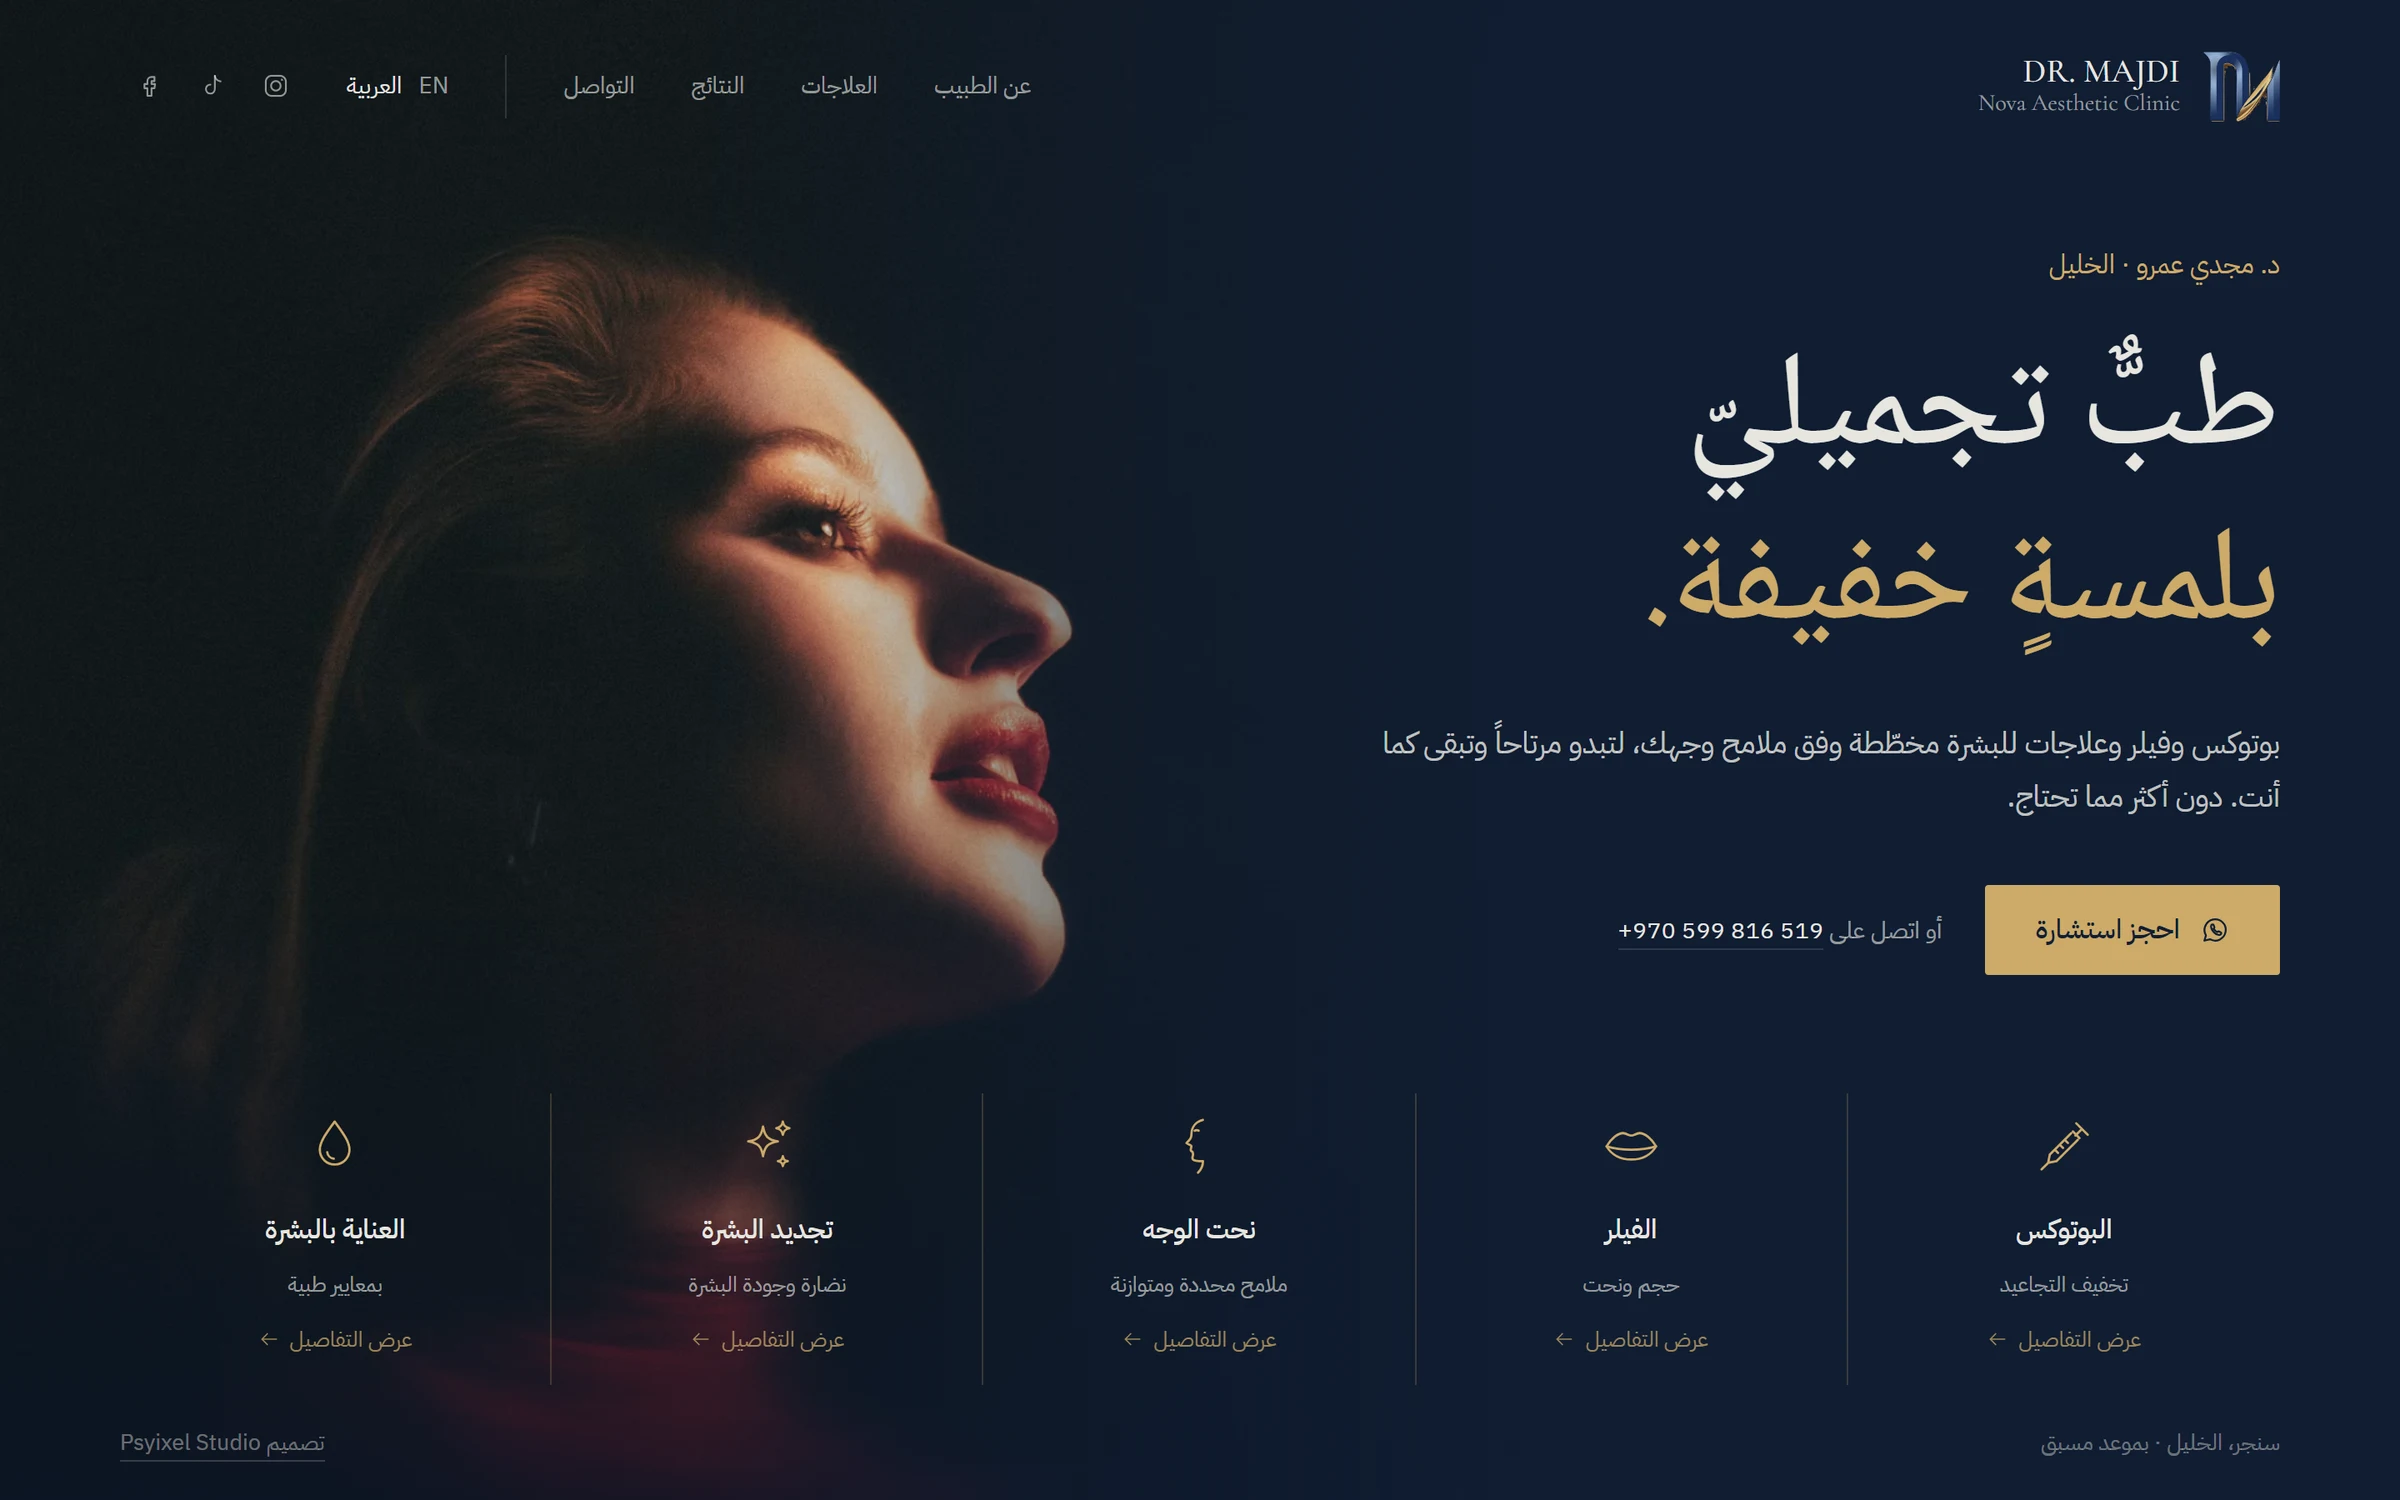 DR. MAJDI
Nova Aesthetic Clinic
عن الطبيب
العلاجات
النتائج
التواصل
EN
العربية
د. مجدي عمرو · الخليل
طبٌّ تجميليّ
بلمسةٍ خفيفة.
بوتوكس وفيلر وعلاجات للبشرة مخطّطة وفق ملامح وجهك، لتبدو مرتاحاً وتبقى كما
أنت. دون أكثر مما تحتاج.
احجز استشارة
أو اتصل على +970 599 816 519
البوتوكس
تخفيف التجاعيد
عرض التفاصيل ←
الفيلر
حجم ونحت
عرض التفاصيل ←
نحت الوجه
ملامح محددة ومتوازنة
عرض التفاصيل ←
تجديد البشرة
نضارة وجودة البشرة
عرض التفاصيل ←
العناية بالبشرة
بمعايير طبية
عرض التفاصيل ←
سنجر، الخليل · بموعد مسبق
تصميم Psyixel Studio